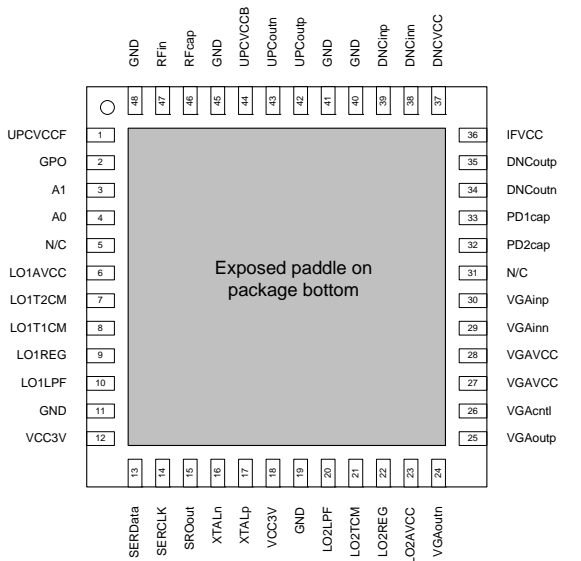 GND
RFin
RFcap
GND
UPCVCCB
UPCoutn
UPCoutp
GND
GND
DNCinp
DNCinn
DNCVCC
48
47
46
45
44
43
42
41
40
39
38
37
UPCVCCF 1
GPO 2
A1 3
A0 4
N/C 5
LO1AVCC 6
LO1T2CM 7
LO1T1CM 8
LO1REG 9
LO1LPF 10
GND 11
VCC3V 12
Exposed paddle on
package bottom
36 IFVCC
35 DNCoutp
34 DNCoutn
33 PD1cap
32 PD2cap
31 N/C
30 VGAinp
29 VGAinn
28 VGAVCC
27 VGAVCC
26 VGAcntl
25 VGAoutp
13
14
15
16
17
18
19
20
21
22
23
24
SERData
SERCLK
SROout
XTALn
XTALp
VCC3V
GND
LO2LPF
LO2TCM
LO2REG
LO2AVCC
VGAoutn